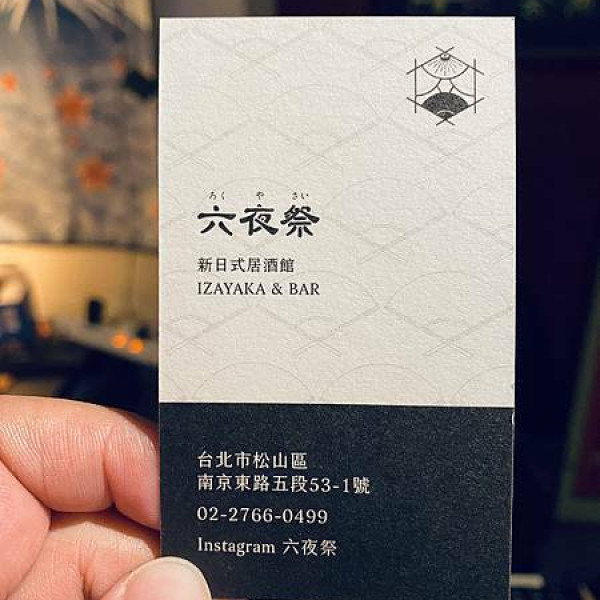 ろく や さい
六夜祭
新日式居酒館
IZAYAKA & BAR
台北市松山區
南京東路五段53-1號
02-2766-0499
Instagram 六夜祭